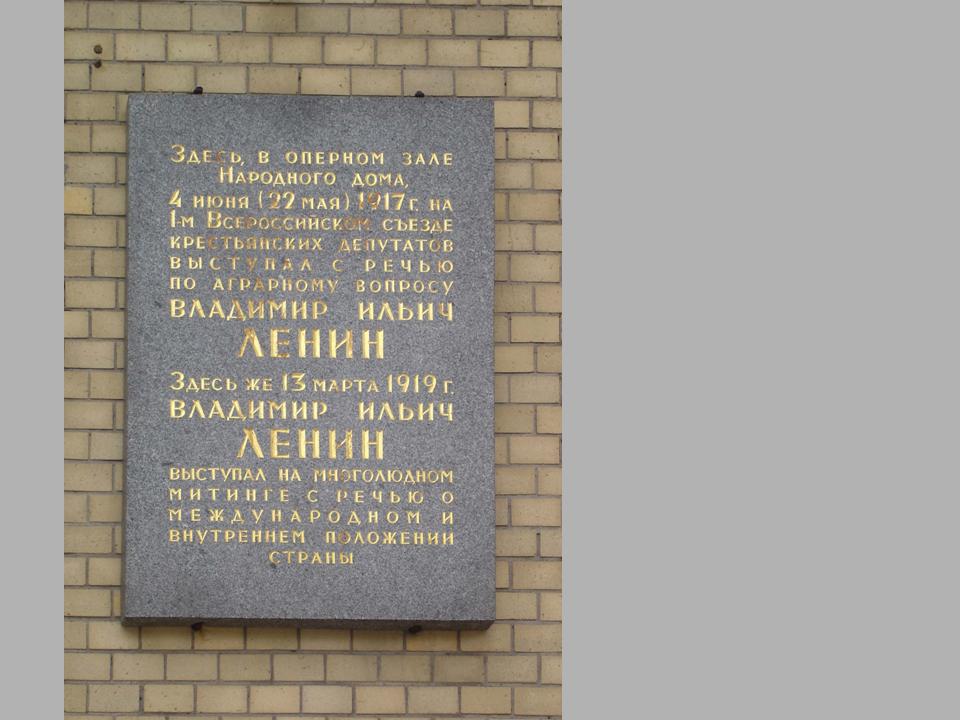 Здесь, в оперном зале
Народного дома,
4 июня (22 мая) 1917 г. на
1-м Всероссийском съезде
крестьянских депутатов
выступал с речью
по аграрному вопросу
ВЛАДИМИР ИЛЬИЧ
ЛЕНИН
Здесь же 13 марта 1919 г.
ВЛАДИМИР ИЛЬИЧ
ЛЕНИН
выступал на многолюдном
митинге с речью о
международном и
внутреннем положении
страны